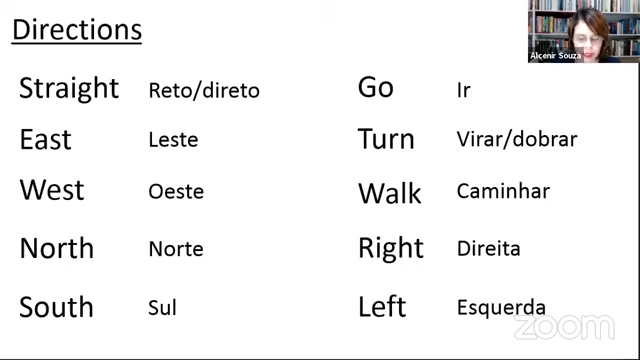 Directions
Alcenir Souza
Straight Reto/direto
Go Ir
East Leste
Turn Virar/dobrar
West Oeste
Walk Caminhar
North Norte
Right Direita
South Sul
Left Esquerda
zoom